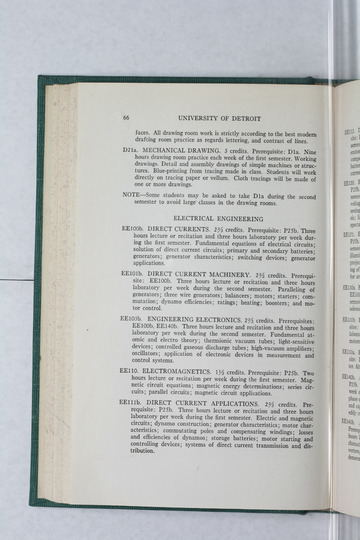 66 UNIVERSITY OF DETROIT
faces. All drawing room work is strictly according to the best modern
drafting room practice as regards lettering, and contrast of lines.
D21a. MECHANICAL DRAWING. 3 credits. Prerequisite: D1a. Nine
hours drawing room practice each week of the first semester. Working
drawings. Detail and assembly drawings of simple machines or struc-
tures. Blue-printing from tracing made in class. Students will work
directly on tracing paper or vellum. Cloth tracings will be made of
one or more drawings.
NOTE—Some students may be asked to take D1a during the second
semester to avoid large classes in the drawing rooms.
ELECTRICAL ENGINEERING
EE100b. DIRECT CURRENTS. 2½ credits. Prerequisite: P25b. Three
hours lecture or recitation and three hours laboratory per week dur-
ing the first semester. Fundamental equations of electrical circuits;
solution of direct current circuits; primary and secondary batteries;
generators; generator characteristics; switching devices; generator
applications.
EE101b. DIRECT CURRENT MACHINERY. 2½ credits. Prerequi-
site: EE100b. Three hours lecture or recitation and three hours
laboratory per week during the second semester. Paralleling of
generators; three wire generators; balancers; motors; starters; com-
mutation; dynamo efficiencies; ratings; heating; boosters; and mo-
tor control
EE103b. ENGINEERING ELECTRONICS. 2½ credits. Prerequisites:
EE100b, EE140b. Three hours lecture and recitation and three hours
laboratory per week during the second semester. Fundamental at-
omic and electro theory; thermionic vacuum tubes; light-sensitive
devices; controlled gaseous discharge tubes; high-vacuum amplifiers;
oscillators; application of electronic devices in measurement and
control systems.
EE110. ELECTROMAGNETICS. 1½ credits. Prerequisite: P25b. Two
hours lecture or recitation per week during the first semester. Mag-
netic circuit equations; magnetic energy determinations; series cir-
cuits; parallel circuits; magnetic circuit applications.
EE111b. DIRECT CURRENT APPLICATIONS. 2½ credits. Pre-
requisite: P25b. Three hours lecture or recitation and three hours
laboratory per week during the first semester. Electric and magnetic
circuits; dynamo construction; generator characteristics; motor char-
acteristics; commutating poles and compensating windings; losses
and efficiencies of dynamos; storage batteries; motor starting and
controlling devices; systems of direct current transmission and dis-
tribution.